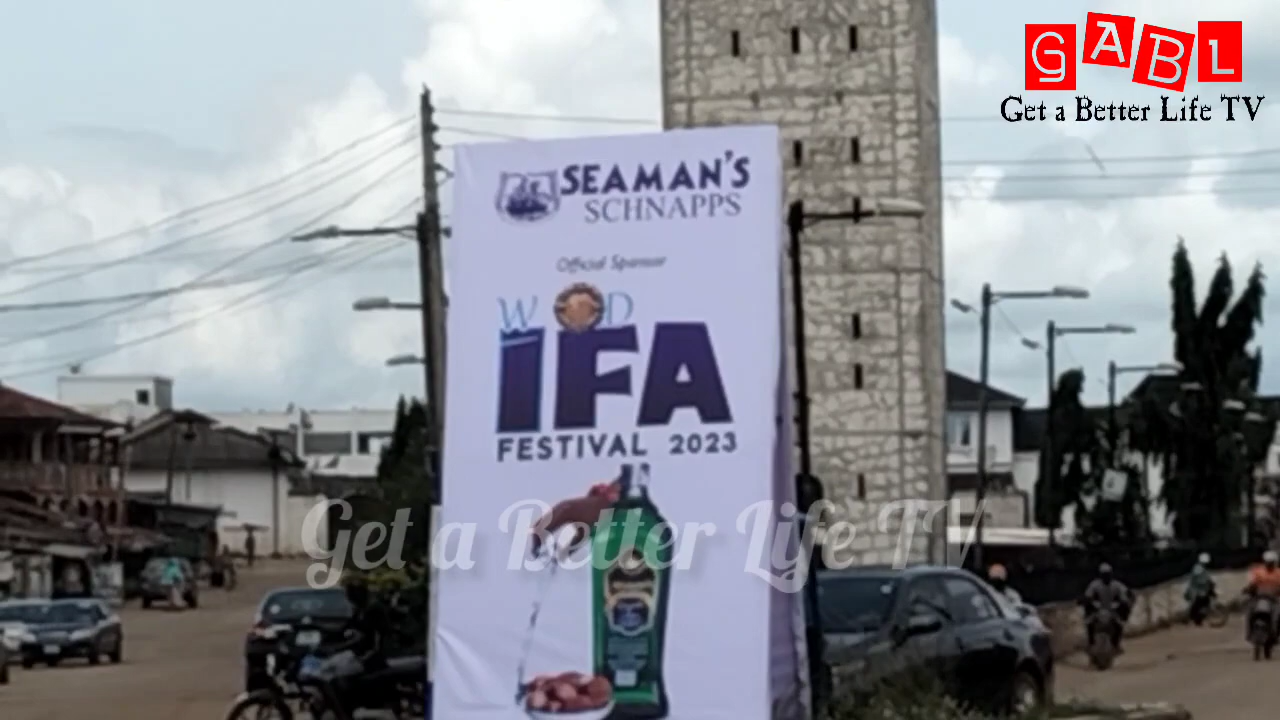 GABL
Get a Better Life TV
SEAMAN'S
SCHNAPPS
Official Sponsor
W D
IFA
FESTIVAL 2023
Get a Better Life TV